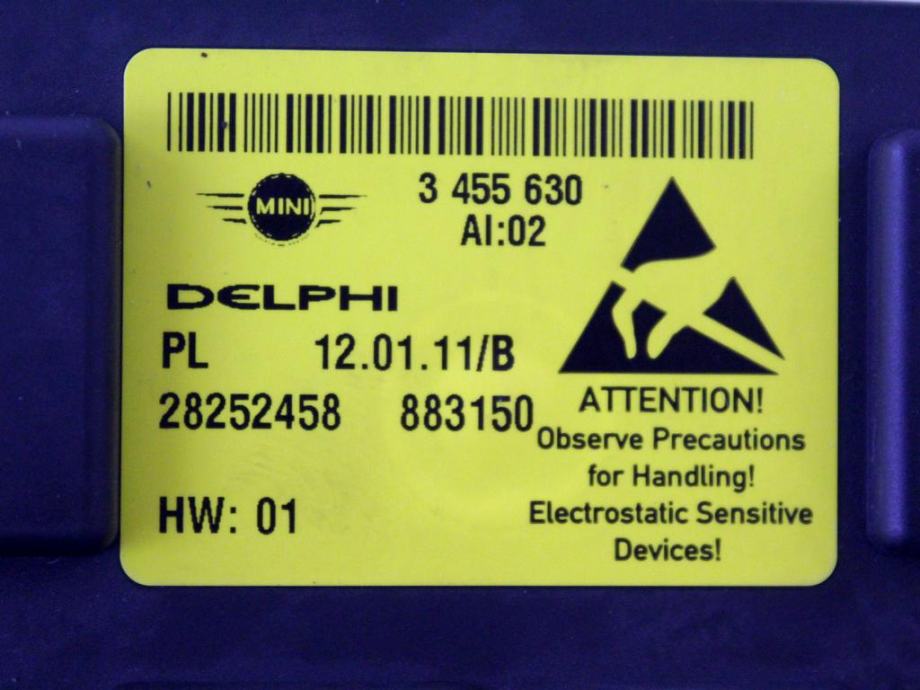 3 455 630
AI:02
MINI
DELPHI
PL 12.01.11/B
28252458 883150
HW: 01
ATTENTION!
Observe Precautions
for Handling!
Electrostatic Sensitive
Devices!